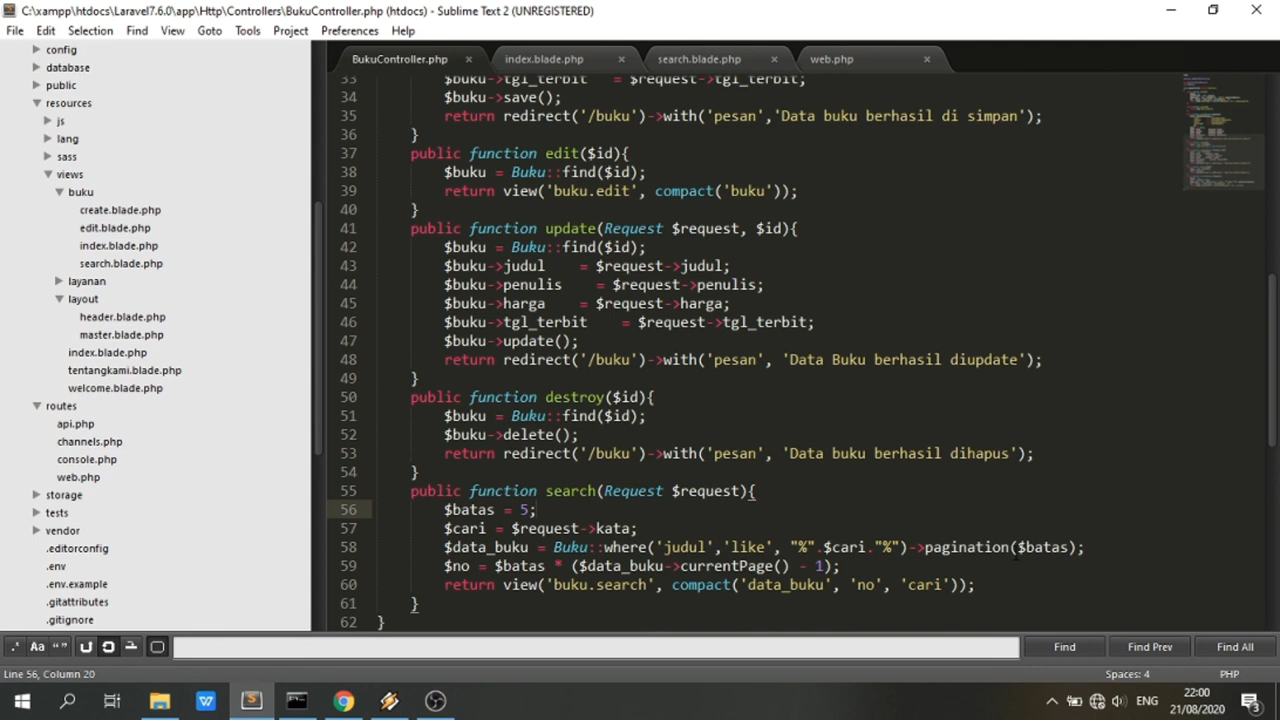 C:\xampp\htdocs\Laravel7.6.0\app\Http\Controllers\BukuController.php (htdocs) - Sublime Text 2 (UNREGISTERED)
File Edit Selection Find View Goto Tools Project Preferences Help
config
database
public
resources
js
lang
sass
views
buku
create.blade.php
edit.blade.php
index.blade.php
search.blade.php
layanan
layout
header.blade.php
master.blade.php
index.blade.php
tentangkami.blade.php
welcome.blade.php
routes
api.php
channels.php
console.php
web.php
storage
tests
vendor
.editorconfig
.env
.env.example
.gitattributes
.gitignore
BukuController.php × index.blade.php × search.blade.php × web.php ×
33 $buku->tgl_terbit = $request->tgl_terbit;
34 $buku->save();
35 return redirect('/buku')->with('pesan','Data buku berhasil di simpan');
36 }
37 public function edit($id){
38 $buku = Buku::find($id);
39 return view('buku.edit', compact('buku'));
40 }
41 public function update(Request $request, $id){
42 $buku = Buku::find($id);
43 $buku->judul = $request->judul;
44 $buku->penulis = $request->penulis;
45 $buku->harga = $request->harga;
46 $buku->tgl_terbit = $request->tgl_terbit;
47 $buku->update();
48 return redirect('/buku')->with('pesan', 'Data Buku berhasil diupdate');
49 }
50 public function destroy($id){
51 $buku = Buku::find($id);
52 $buku->delete();
53 return redirect('/buku')->with('pesan', 'Data buku berhasil dihapus');
54 }
55 public function search(Request $request){
56 $batas = 5;
57 $cari = $request->kata;
58 $data_buku = Buku::where('judul','like', "%".$cari."%")->pagination($batas);
59 $no = $batas * ($data_buku->currentPage() - 1);
60 return view('buku.search', compact('data_buku', 'no', 'cari'));
61 }
62 }
.* Aa “” Find Find Prev Find All
Line 56, Column 20 Spaces: 4 PHP
ENG 22:00
21/08/2020 3